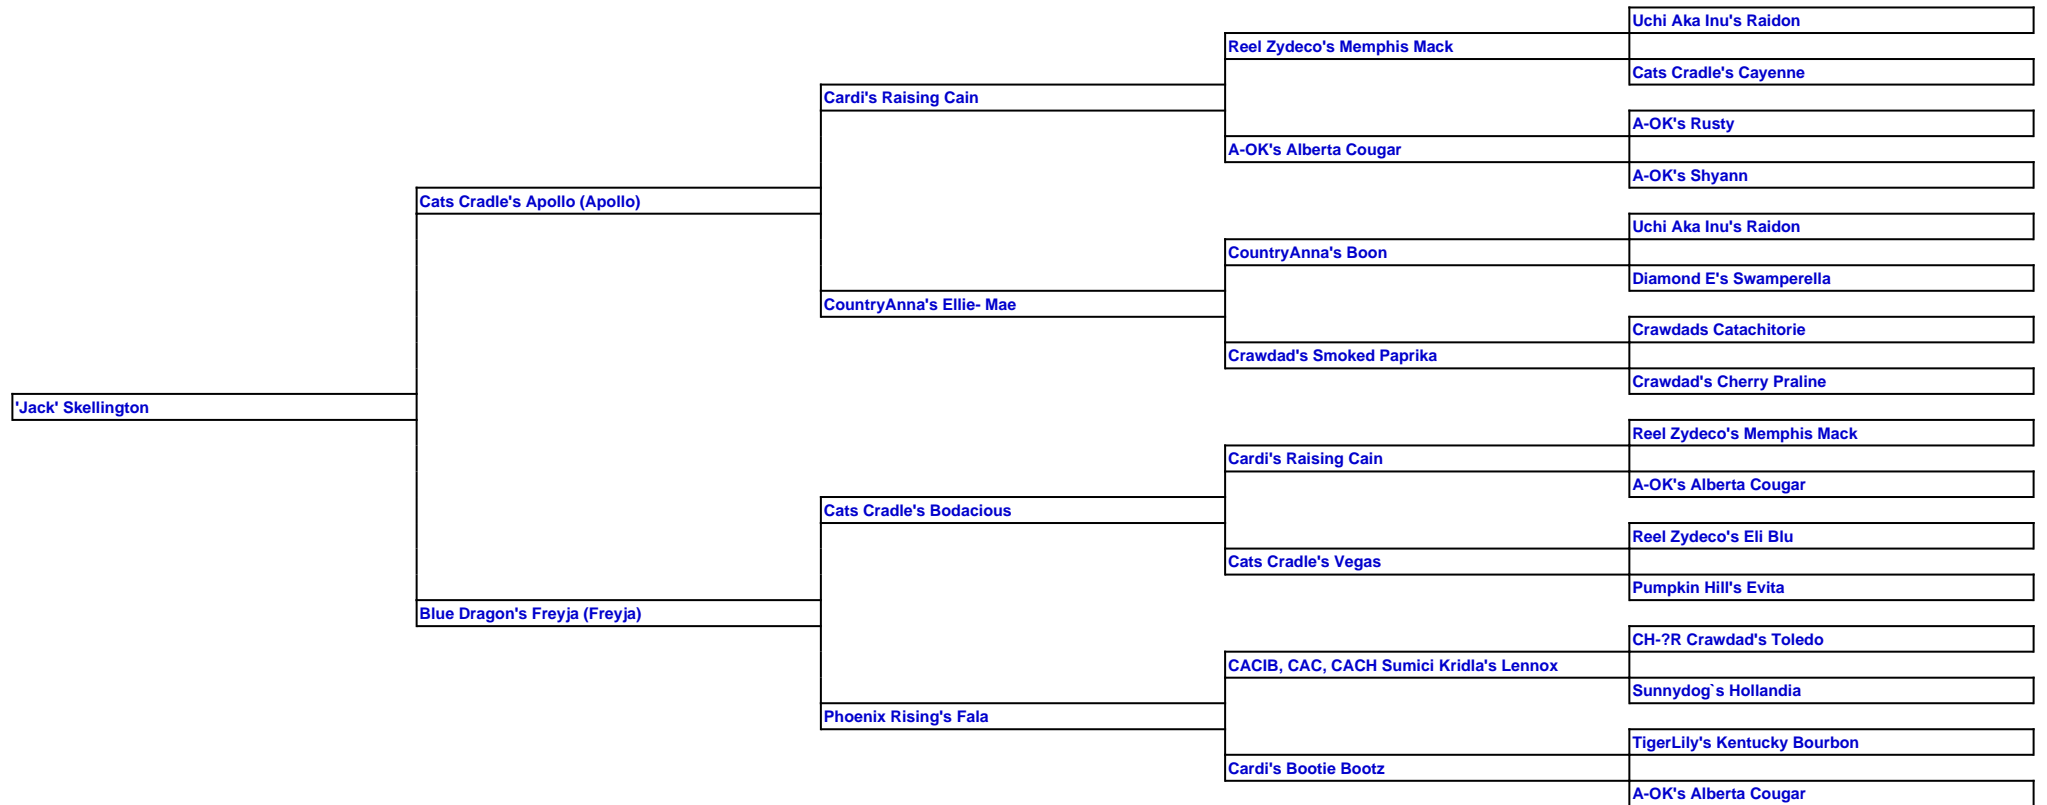 Uchi Aka Inu's Raidon
Reel Zydeco's Memphis Mack
Cats Cradle's Cayenne
Cardi's Raising Cain
A-OK's Rusty
A-OK's Alberta Cougar
A-OK's Shyann
Cats Cradle's Apollo (Apollo)
Uchi Aka Inu's Raidon
CountryAnna's Boon
Diamond E's Swamperella
CountryAnna's Ellie- Mae
Crawdads Catachitorie
Crawdad's Smoked Paprika
Crawdad's Cherry Praline
'Jack' Skellington
Reel Zydeco's Memphis Mack
Cardi's Raising Cain
A-OK's Alberta Cougar
Cats Cradle's Bodacious
Reel Zydeco's Eli Blu
Cats Cradle's Vegas
Pumpkin Hill's Evita
Blue Dragon's Freyja (Freyja)
CH-?R Crawdad's Toledo
CACIB, CAC, CACH Sumici Kridla's Lennox
Sunnydog`s Hollandia
Phoenix Rising's Fala
TigerLily's Kentucky Bourbon
Cardi's Bootie Bootz
A-OK's Alberta Cougar